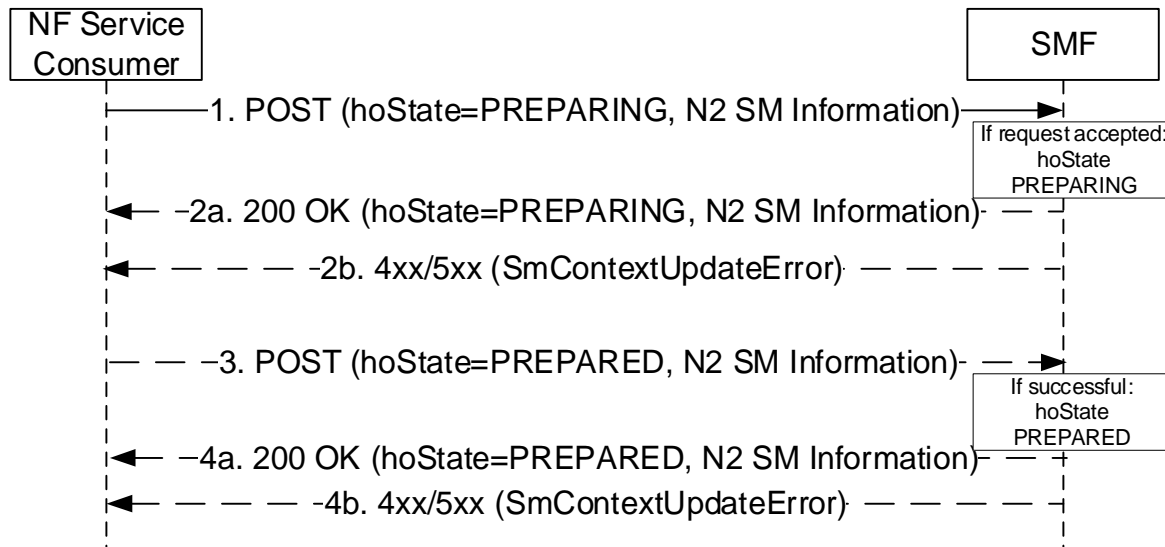 NF Service
Consumer
SMF
1. POST (hoState=PREPARING, N2 SM Information)
If request accepted:
hoState
PREPARING
2a. 200 OK (hoState=PREPARING, N2 SM Information)
2b. 4xx/5xx (SmContextUpdateError)
3. POST (hoState=PREPARED, N2 SM Information)
If successful:
hoState
PREPARED
4a. 200 OK (hoState=PREPARED, N2 SM Information)
4b. 4xx/5xx (SmContextUpdateError)